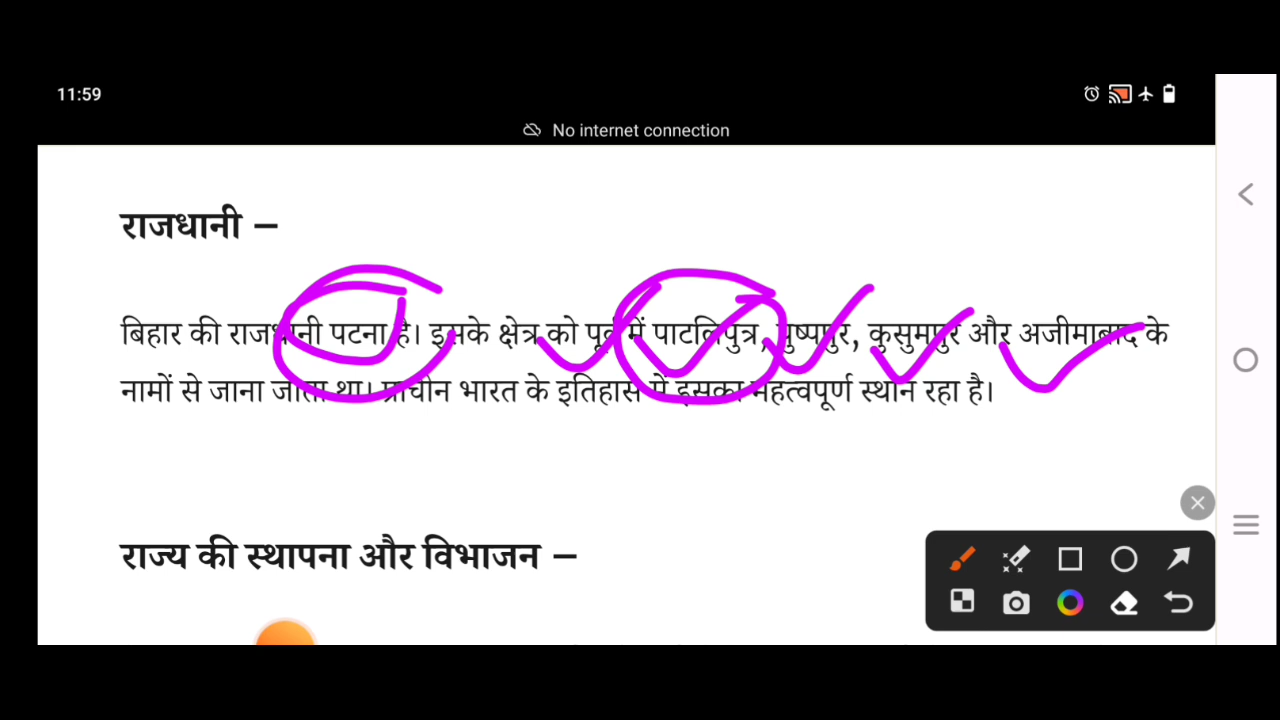 11:59
No internet connection
राजधानी –
बिहार की राजधानी पटना है। इसके क्षेत्र को पूर्व में पाटलिपुत्र, पुष्पपुर, कुसुमपुर और अजीमाबाद के
नामों से जाना जाता था। प्राचीन भारत के इतिहास में इसका महत्वपूर्ण स्थान रहा है।
राज्य की स्थापना और विभाजन –